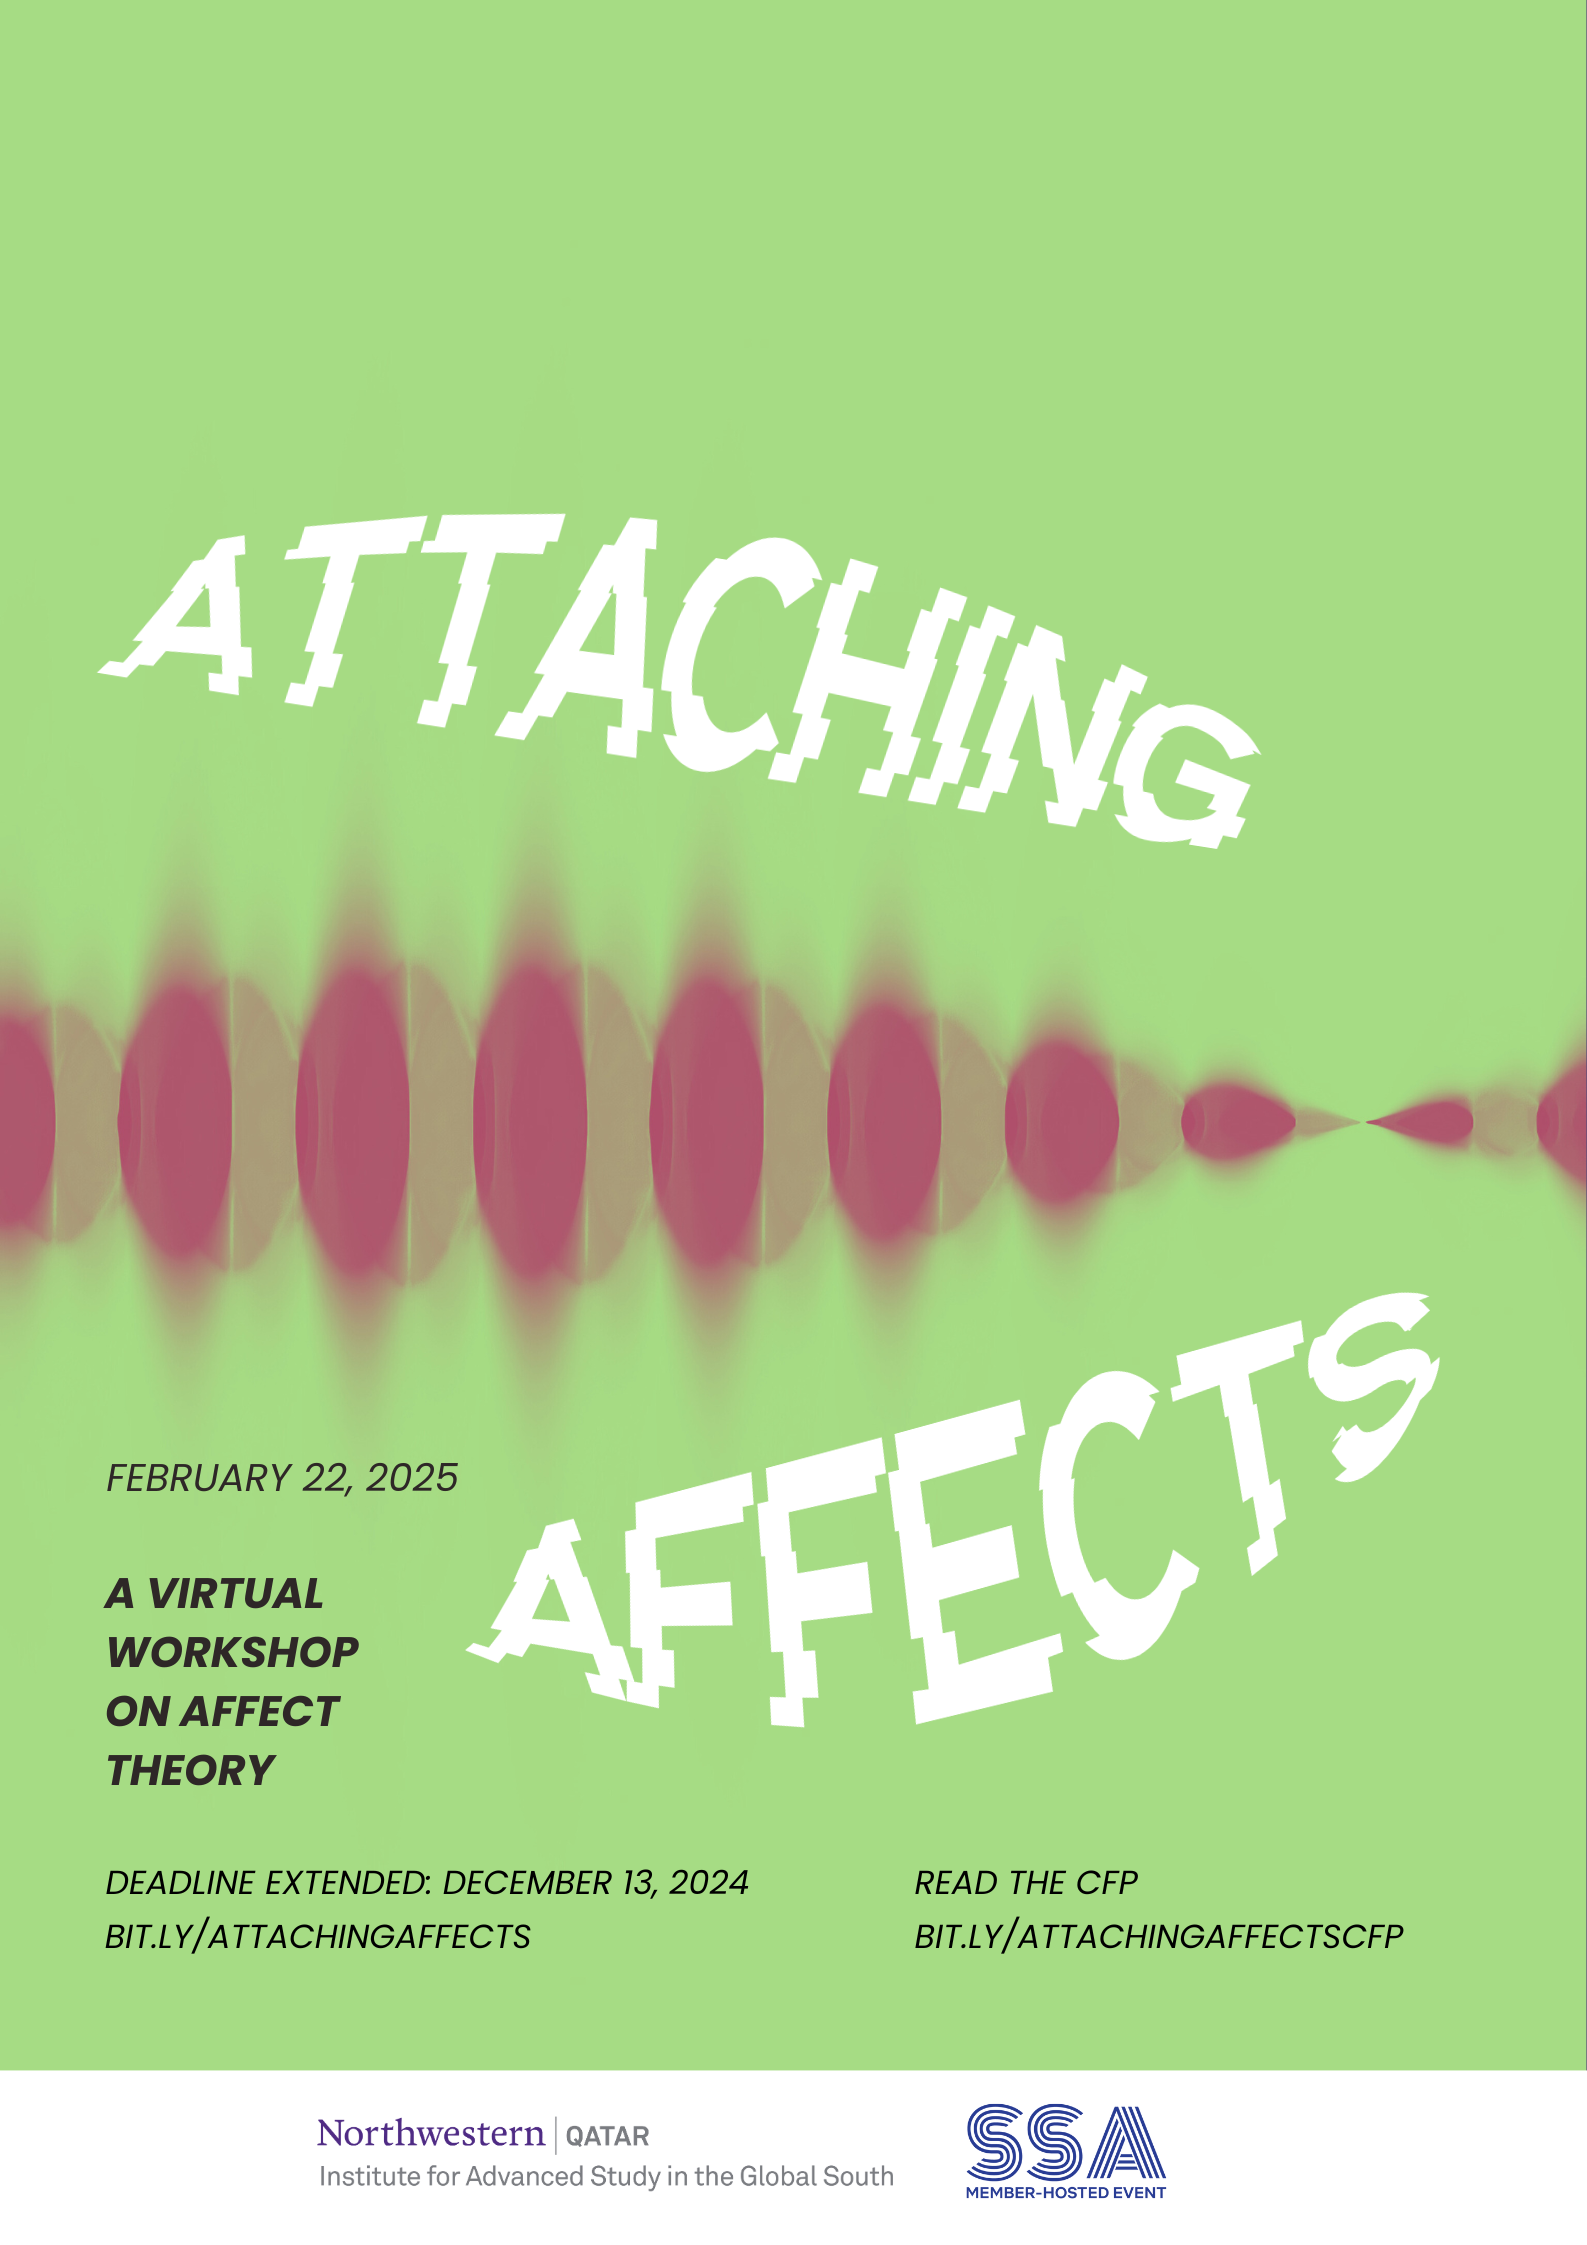 ATTACHING
AFFECTS
FEBRUARY 22, 2025
A VIRTUAL
WORKSHOP
ON AFFECT
THEORY
DEADLINE EXTENDED: DECEMBER 13, 2024
BIT.LY/ATTACHINGAFFECTS
READ THE CFP
BIT.LY/ATTACHINGAFFECTSCFP
Northwestern | QATAR
Institute for Advanced Study in the Global South
SSA
MEMBER-HOSTED EVENT